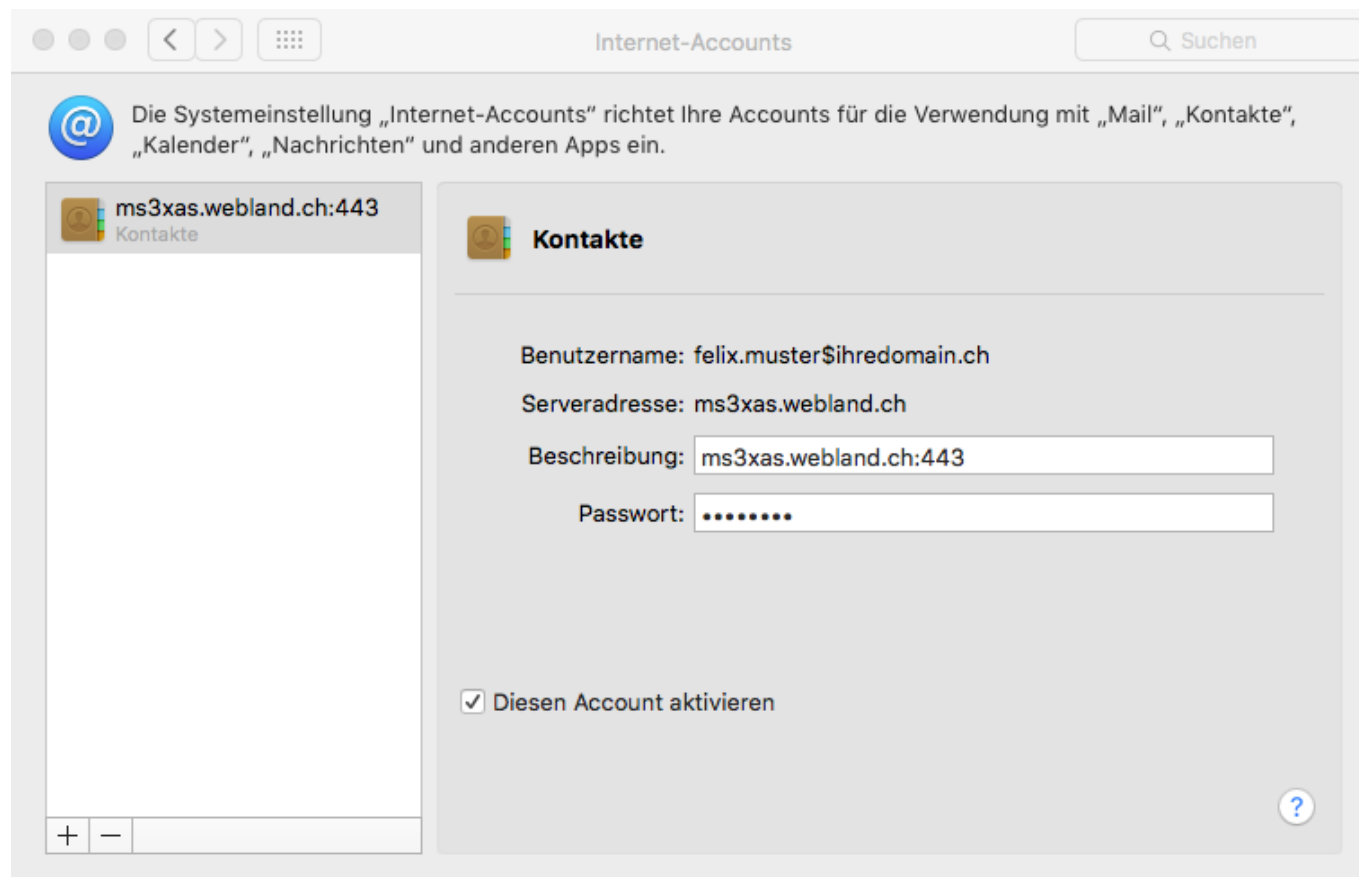 Internet-Accounts
Suchen
Die Systemeinstellung „Internet-Accounts“ richtet Ihre Accounts für die Verwendung mit „Mail“, „Kontakte“,
„Kalender“, „Nachrichten“ und anderen Apps ein.
ms3xas.webland.ch:443
Kontakte
Kontakte
Benutzername: felix.muster$ihredomain.ch
Serveradresse: ms3xas.webland.ch
Beschreibung: ms3xas.webland.ch:443
Passwort: ••••••••
Diesen Account aktivieren
?
+ −